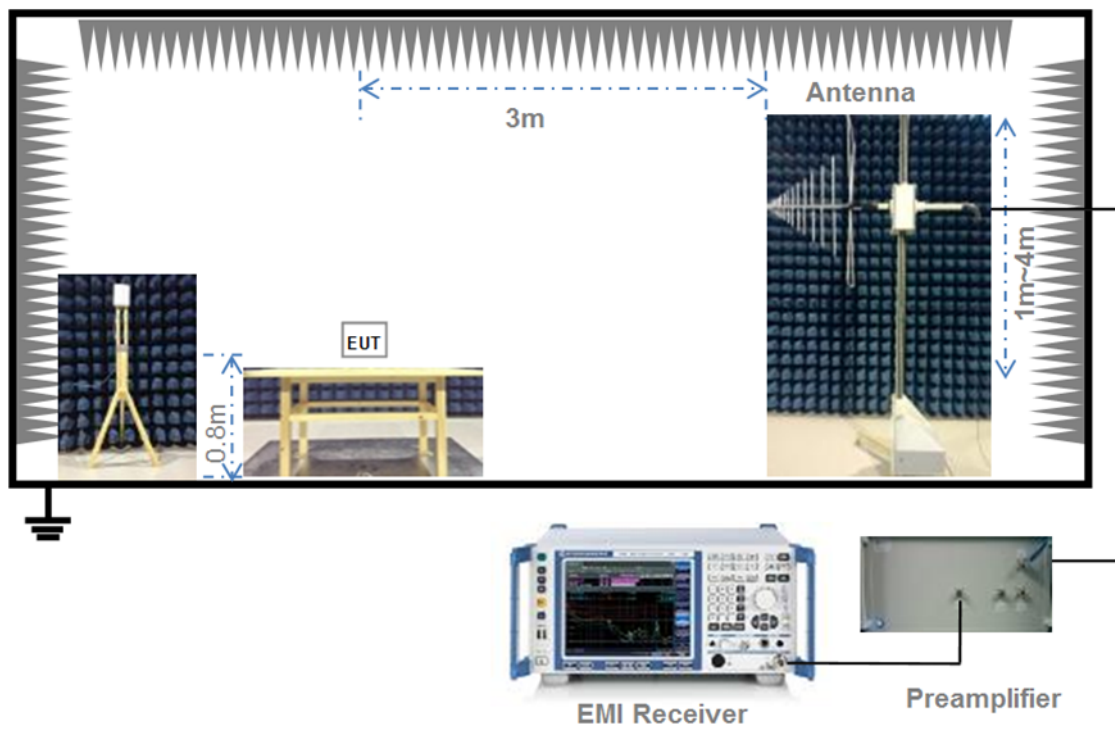 Antenna
3m
1m~4m
EUT
0.8m
EMI Receiver
Preamplifier